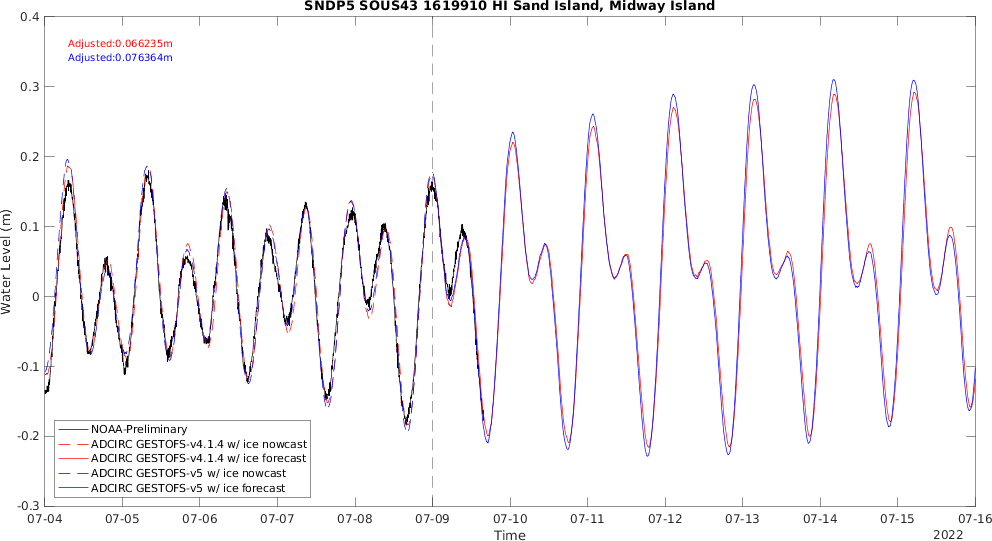 SNDP5 SOUS43 1619910 HI Sand Island, Midway Island
Adjusted:0.066235m
Adjusted:0.076364m
Water Level (m)
0.4
0.3
0.2
0.1
0
-0.1
-0.2
-0.3
NOAA-Preliminary
ADCIRC GESTOFS-v4.1.4 w/ ice nowcast
ADCIRC GESTOFS-v4.1.4 w/ ice forecast
ADCIRC GESTOFS-v5 w/ ice nowcast
ADCIRC GESTOFS-v5 w/ ice forecast
07-04 07-05 07-06 07-07 07-08 07-09 07-10 07-11 07-12 07-13 07-14 07-15 07-16
Time
2022